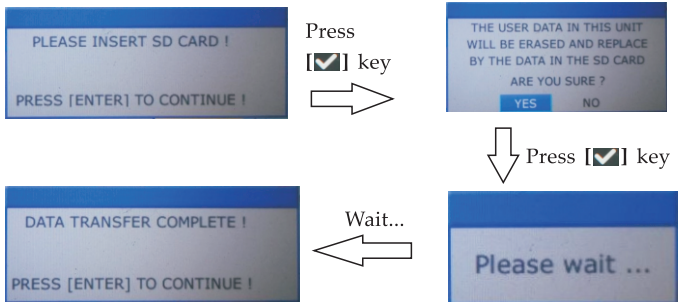 PLEASE INSERT SD CARD !
PRESS [ENTER] TO CONTINUE !
Press
[✔] key
THE USER DATA IN THIS UNIT
WILL BE ERASED AND REPLACE
BY THE DATA IN THE SD CARD
ARE YOU SURE ?
YES NO
Press [✔] key
Please wait ...
Wait...
DATA TRANSFER COMPLETE !
PRESS [ENTER] TO CONTINUE !